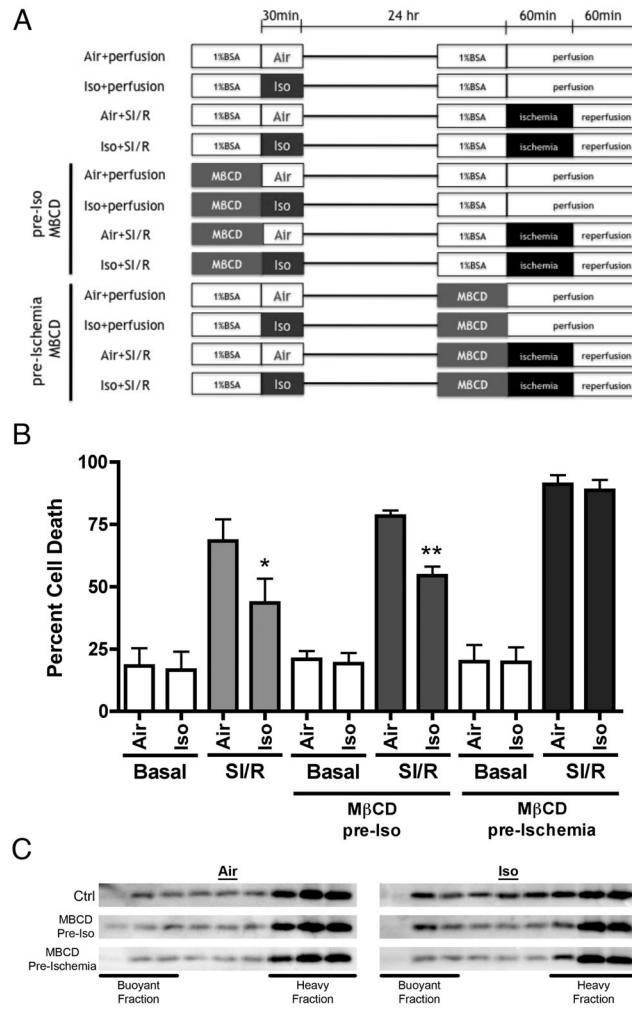 A
30min 24 hr 60min 60min
Air+perfusion 1%BSA Air 1%BSA perfusion
Iso+perfusion 1%BSA Iso 1%BSA perfusion
Air+SI/R 1%BSA Air 1%BSA ischemia reperfusion
Iso+SI/R 1%BSA Iso 1%BSA ischemia reperfusion
pre-Iso
MBCD
Air+perfusion MBCD Air 1%BSA perfusion
Iso+perfusion MBCD Iso 1%BSA perfusion
Air+SI/R MBCD Air 1%BSA ischemia reperfusion
Iso+SI/R MBCD Iso 1%BSA ischemia reperfusion
pre-Ischemia
MBCD
Air+perfusion 1%BSA Air MBCD perfusion
Iso+perfusion 1%BSA Iso MBCD perfusion
Air+SI/R 1%BSA Air MBCD ischemia reperfusion
Iso+SI/R 1%BSA Iso MBCD ischemia reperfusion
B
Percent Cell Death
100
75
50
25
0
* **
Air Iso Air Iso Air Iso Air Iso Air Iso Air Iso
Basal SI/R Basal SI/R Basal SI/R
MβCD MβCD
pre-Iso pre-Ischemia
C
Air Iso
Ctrl
MBCD
Pre-Iso
MBCD
Pre-Ischemia
Buoyant Heavy Buoyant Heavy
Fraction Fraction Fraction Fraction